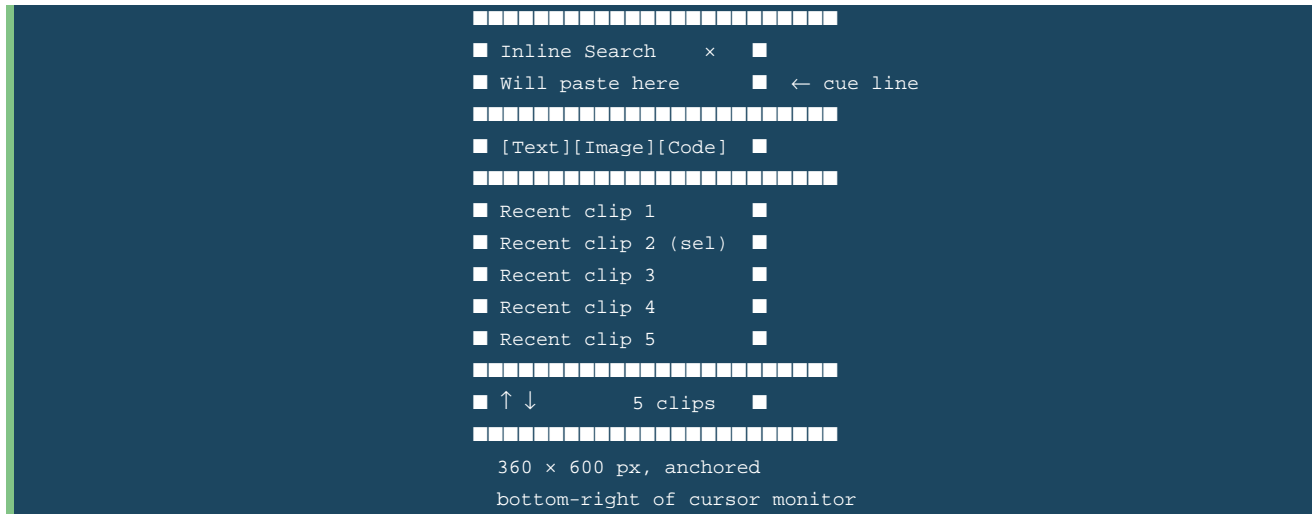 ■■■■■■■■■■■■■■■■■■■■■■■■
■ Inline Search × ■
■ Will paste here ■ ← cue line
■■■■■■■■■■■■■■■■■■■■■■■■
■ [Text][Image][Code] ■
■■■■■■■■■■■■■■■■■■■■■■■■
■ Recent clip 1 ■
■ Recent clip 2 (sel) ■
■ Recent clip 3 ■
■ Recent clip 4 ■
■ Recent clip 5 ■
■■■■■■■■■■■■■■■■■■■■■■■■
■ ↑ ↓ 5 clips ■
■■■■■■■■■■■■■■■■■■■■■■■■
360 × 600 px, anchored
bottom-right of cursor monitor